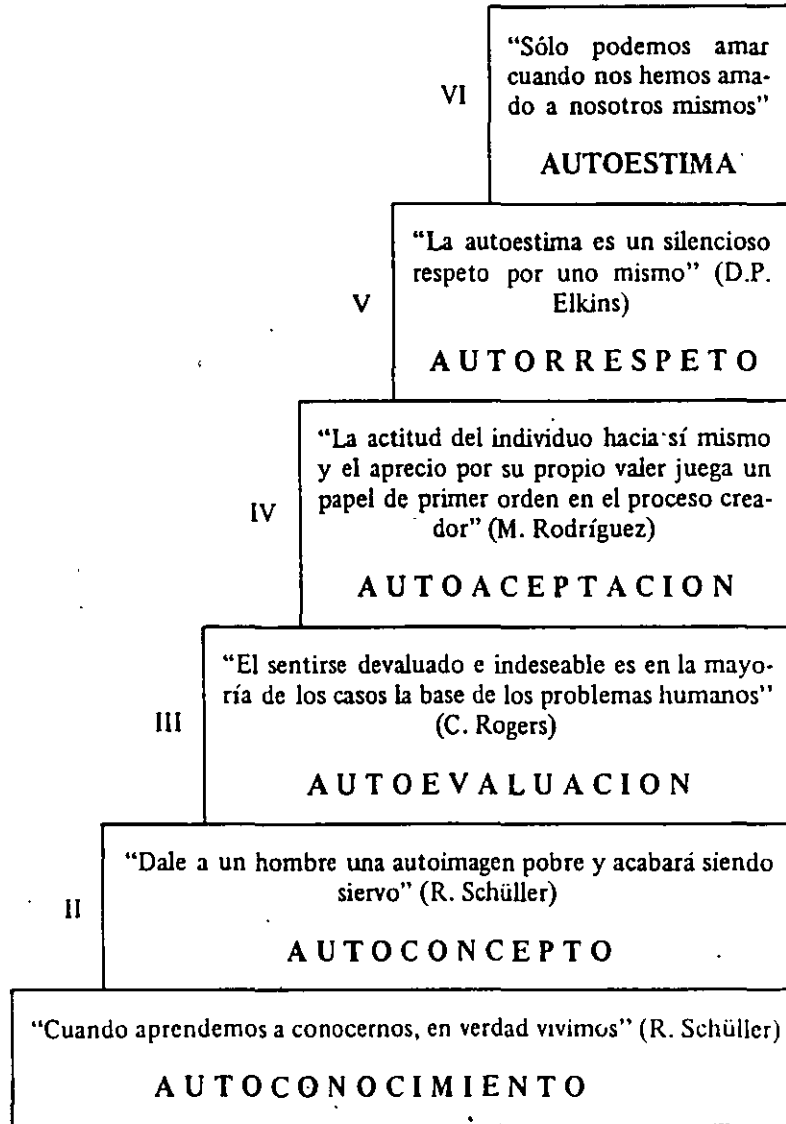 “Sólo podemos amar
cuando nos hemos ama-
do a nosotros mismos”
VI
AUTOESTIMA
“La autoestima es un silencioso
respeto por uno mismo” (D.P.
Elkins)
V
AUTORRESPETO
“La actitud del individuo hacia sí mismo
y el aprecio por su propio valer juega un
papel de primer orden en el proceso crea-
dor” (M. Rodríguez)
IV
AUTOACEPTACION
“El sentirse devaluado e indeseable es en la mayo-
ría de los casos la base de los problemas humanos”
(C. Rogers)
III
AUTOEVALUACION
“Dale a un hombre una autoimagen pobre y acabará siendo
siervo” (R. Schüller)
II
AUTOCONCEPTO
“Cuando aprendemos a conocernos, en verdad vivimos” (R. Schüller)
AUTOCONOCIMIENTO